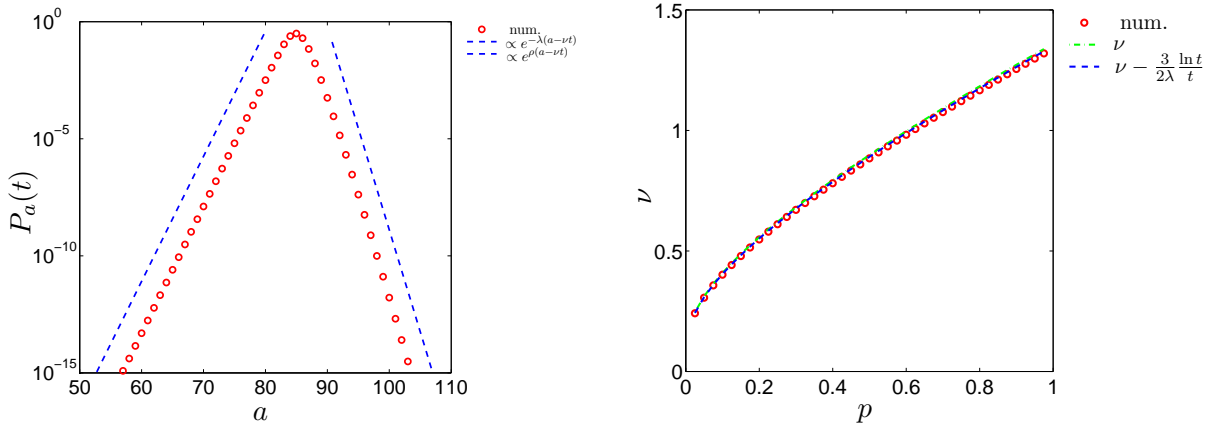 10^0
10^-5
10^-10
10^-15
P_a(t)
50 60 70 80 90 100 110
a
num.
∝ e^{-λ(a-νt)}
∝ e^{ρ(a-νt)}
1.5
1
0.5
0
ν
0 0.2 0.4 0.6 0.8 1
p
num.
ν
ν - \frac{3}{2λ} \frac{ln t}{t}